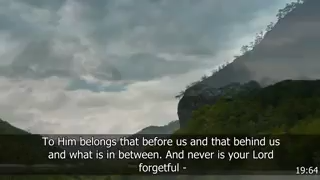 To Him belongs that before us and that behind us
and what is in between. And never is your Lord
forgetful -
19:64